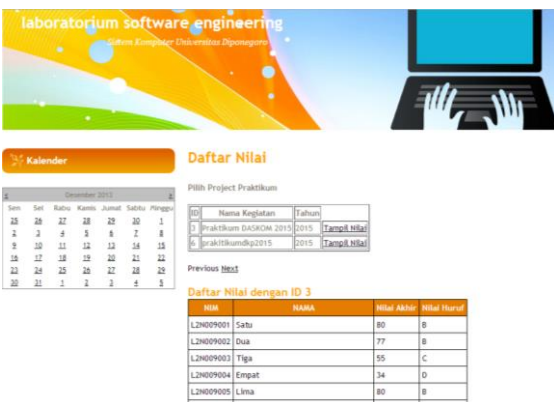 laboratorium software engineering
Sistem Komputer Universitas Diponegoro
Kalender
Desember 2012
Sen Sel Rabu Kamis Jumat Sabtu Minggu
25 26 27 28 29 30 1
2 3 4 5 6 7 8
9 10 11 12 13 14 15
16 17 18 19 20 21 22
23 24 25 26 27 28 29
30 31 1 2 3 4 5
Daftar Nilai
Pilih Project Praktikum
ID Nama Kegiatan Tahun
3 Praktikum DASKOM 2015 2015 Tampil Nilai
6 prakitikumdkp2015 2015 Tampil Nilai
Previous Next
Daftar Nilai dengan ID 3
NIM NAMA Nilai Akhir Nilai Huruf
L2N009001 Satu 80 B
L2N009002 Dua 77 B
L2N009003 Tiga 55 C
L2N009004 Empat 34 D
L2N009005 Lima 80 B